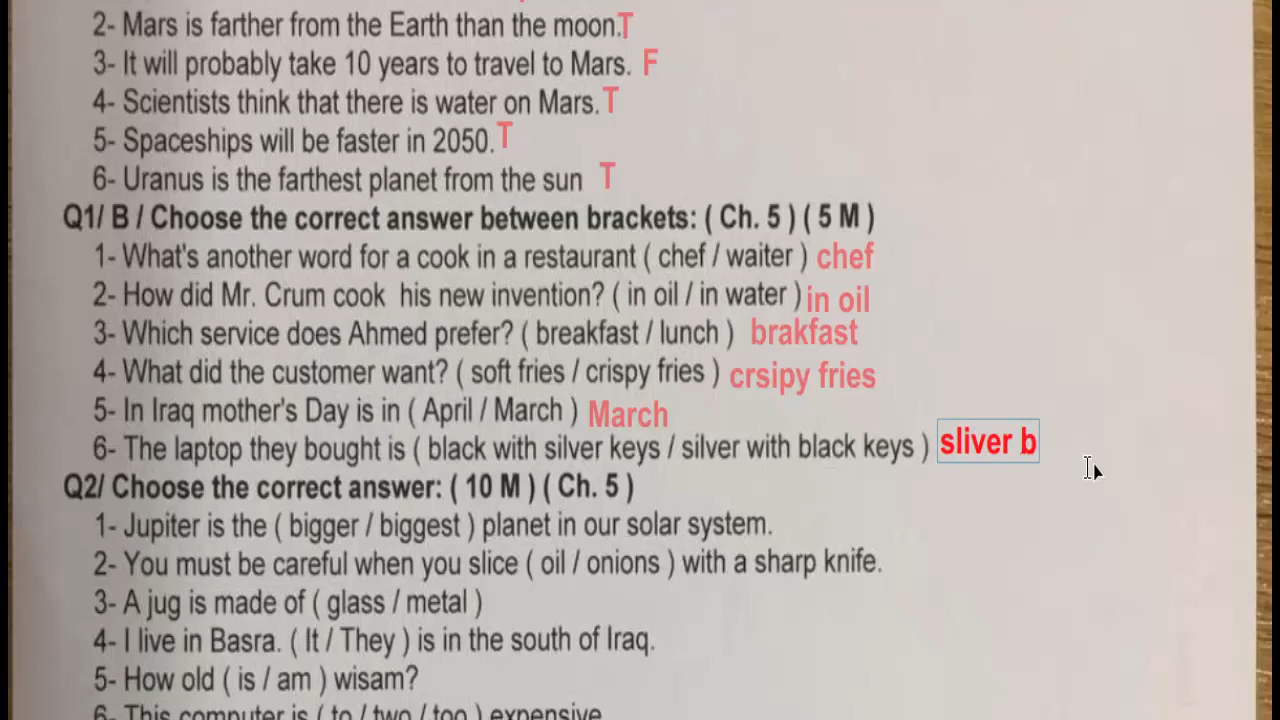 2- Mars is farther from the Earth than the moon.T
3- It will probably take 10 years to travel to Mars. F
4- Scientists think that there is water on Mars. T
5- Spaceships will be faster in 2050. T
6- Uranus is the farthest planet from the sun T
Q1/ B / Choose the correct answer between brackets: ( Ch. 5 ) ( 5 M )
1- What's another word for a cook in a restaurant ( chef / waiter ) chef
2- How did Mr. Crum cook his new invention? ( in oil / in water ) in oil
3- Which service does Ahmed prefer? ( breakfast / lunch ) brakfast
4- What did the customer want? ( soft fries / crispy fries ) crsipy fries
5- In Iraq mother's Day is in ( April / March ) March
6- The laptop they bought is ( black with silver keys / silver with black keys ) sliver b
Q2/ Choose the correct answer: ( 10 M ) ( Ch. 5 )
1- Jupiter is the ( bigger / biggest ) planet in our solar system.
2- You must be careful when you slice ( oil / onions ) with a sharp knife.
3- A jug is made of ( glass / metal )
4- I live in Basra. ( It / They ) is in the south of Iraq.
5- How old ( is / am ) wisam?
6- This computer is ( to / two / too ) expensive